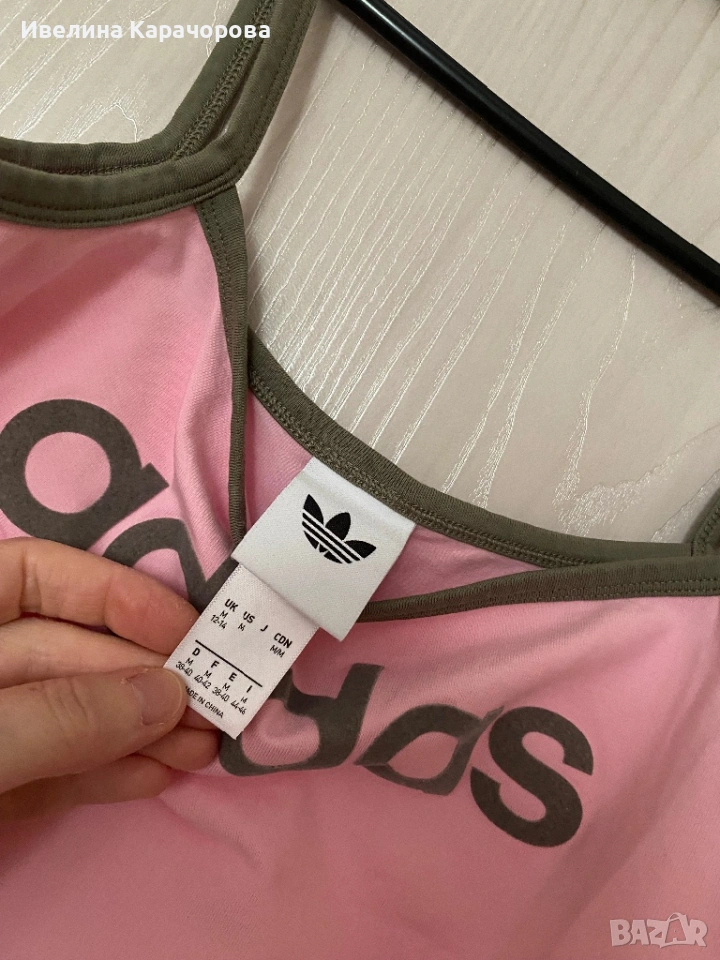 Ивелина Карачорова
adidas
UK US J CDN
M M M/M
12-14
D F E I
M M M M
38-40 40-42 38-40 44-46
MADE IN CHINA
BAZAR